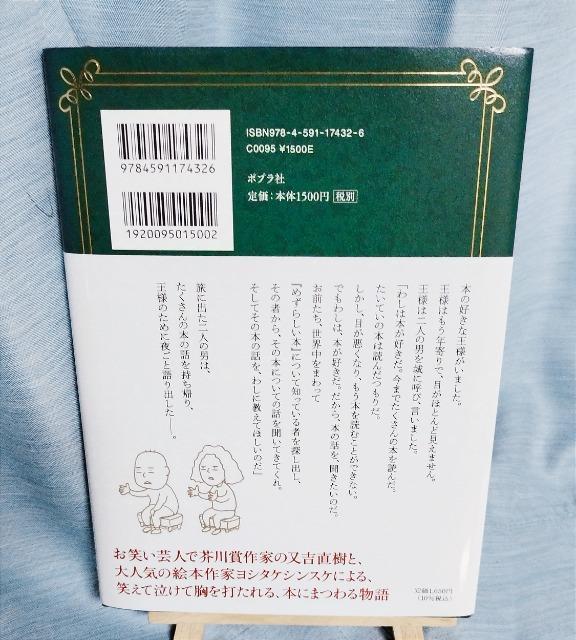 ISBN978-4-591-17432-6
C0095 ¥1500E
9784591174326
ポプラ社
定価：本体1500円 税別
1920095015002
本の好きな王様がいました。
王様はもう年寄りで、目がほとんど見えません。
王様は二人の男を城に呼び、言いました。
「わしは本が好きだ。今までたくさんの本を読んだ。
たいていの本は読んだつもりだ。
しかし、目が悪くなり、もう本を読むことができない。
でもわしは、本が好きだ。だから、本の話を、聞きたいのだ。
お前たち、世界中をまわって
『めずらしい本』について知っている者を探し出し、
その者から、その本についての話を聞いてきてくれ。
そしてその本の話を、わしに教えてほしいのだ」
旅に出た二人の男は、
たくさんの本の話を持ち帰り、
王様のために夜ごと語り出した──。
お笑い芸人で芥川賞作家の又吉直樹と、
大人気の絵本作家ヨシタケシンスケによる、
笑えて泣けて胸を打たれる、本にまつわる物語
定価1,650円
(10%税込)